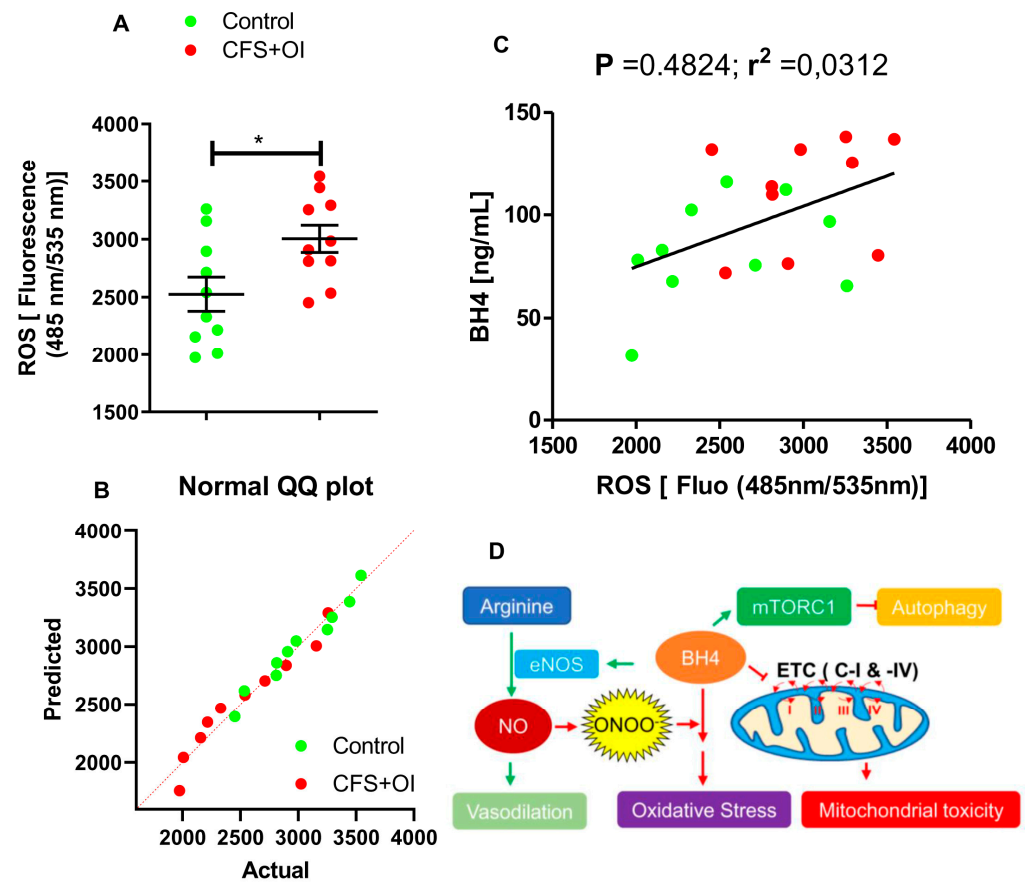 A
Control
CFS+OI
ROS [ Fluorescence
(485 nm/535 nm)]
*
4000
3500
3000
2500
2000
1500
C
P =0.4824; r² =0,0312
BH4 [ng/mL]
150
100
50
0
1500 2000 2500 3000 3500 4000
ROS [ Fluo (485nm/535nm)]
B
Normal QQ plot
Predicted
4000
3500
3000
2500
2000
Control
CFS+OI
2000 2500 3000 3500 4000
Actual
D
Arginine
mTORC1
Autophagy
eNOS
BH4
ETC ( C-I & -IV)
I II III IV
NO
ONOO⁻
Vasodilation
Oxidative Stress
Mitochondrial toxicity